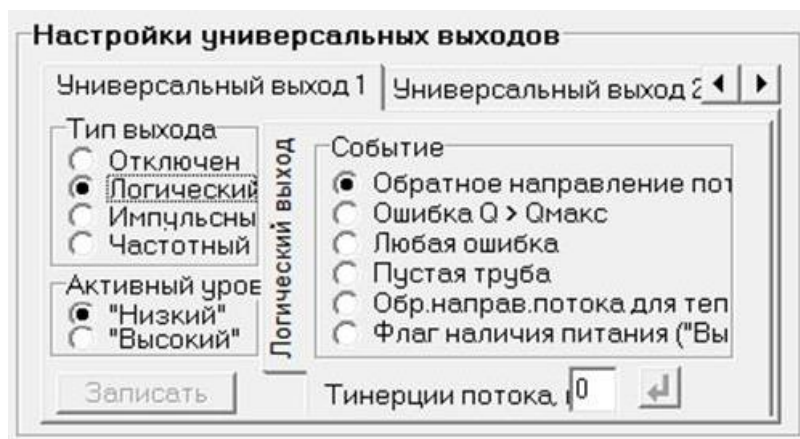 Настройки универсальных выходов
Универсальный выход 1
Универсальный выход 2
Тип выхода
Отключен
Логический
Импульсны
Частотный
Активный уров
"Низкий"
"Высокий"
Записать
Логический выход
Событие
Обратное направление пот
Ошибка Q > Qмакс
Любая ошибка
Пустая труба
Обр.направ.потока для теп
Флаг наличия питания ("Вы
Тинерции потока,
0